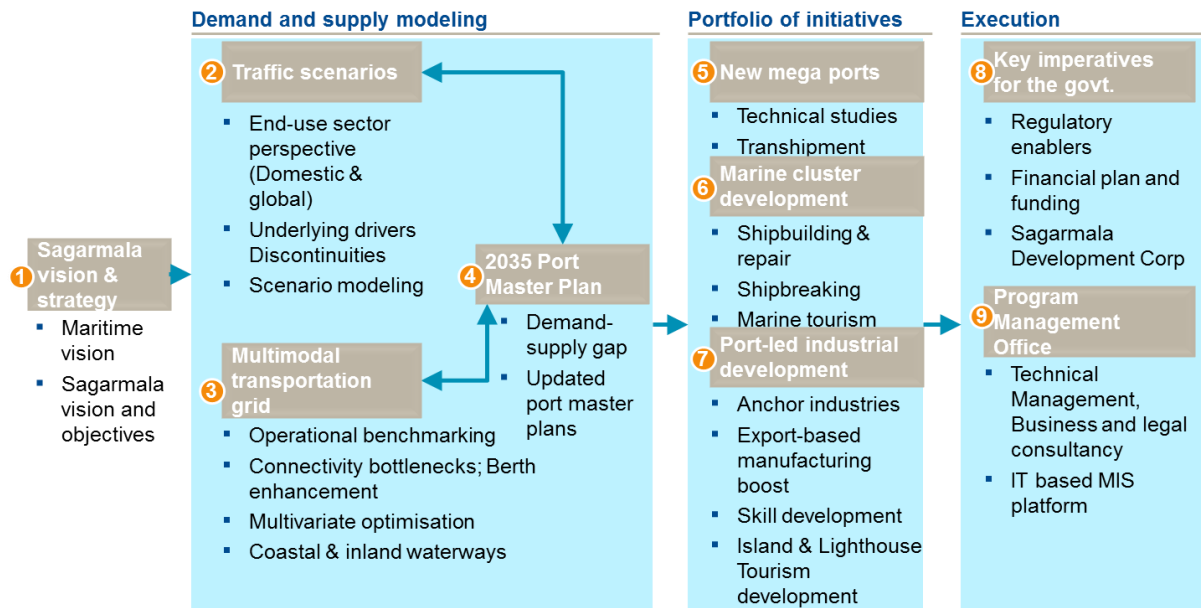 Demand and supply modeling
Portfolio of initiatives
Execution
1
Sagarmala
vision &
strategy
▪ Maritime
vision
▪ Sagarmala
vision and
objectives
2
Traffic scenarios
▪ End-use sector
perspective
(Domestic &
global)
▪ Underlying drivers
Discontinuities
▪ Scenario modeling
3
Multimodal
transportation
grid
▪ Operational benchmarking
▪ Connectivity bottlenecks; Berth
enhancement
▪ Multivariate optimisation
▪ Coastal & inland waterways
4
2035 Port
Master Plan
▪ Demand-
supply gap
▪ Updated
port master
plans
5
New mega ports
▪ Technical studies
▪ Transhipment
6
Marine cluster
development
▪ Shipbuilding &
repair
▪ Shipbreaking
▪ Marine tourism
7
Port-led industrial
development
▪ Anchor industries
▪ Export-based
manufacturing
boost
▪ Skill development
▪ Island & Lighthouse
Tourism
development
8
Key imperatives
for the govt.
▪ Regulatory
enablers
▪ Financial plan and
funding
▪ Sagarmala
Development Corp
9
Program
Management
Office
▪ Technical
Management,
Business and legal
consultancy
▪ IT based MIS
platform